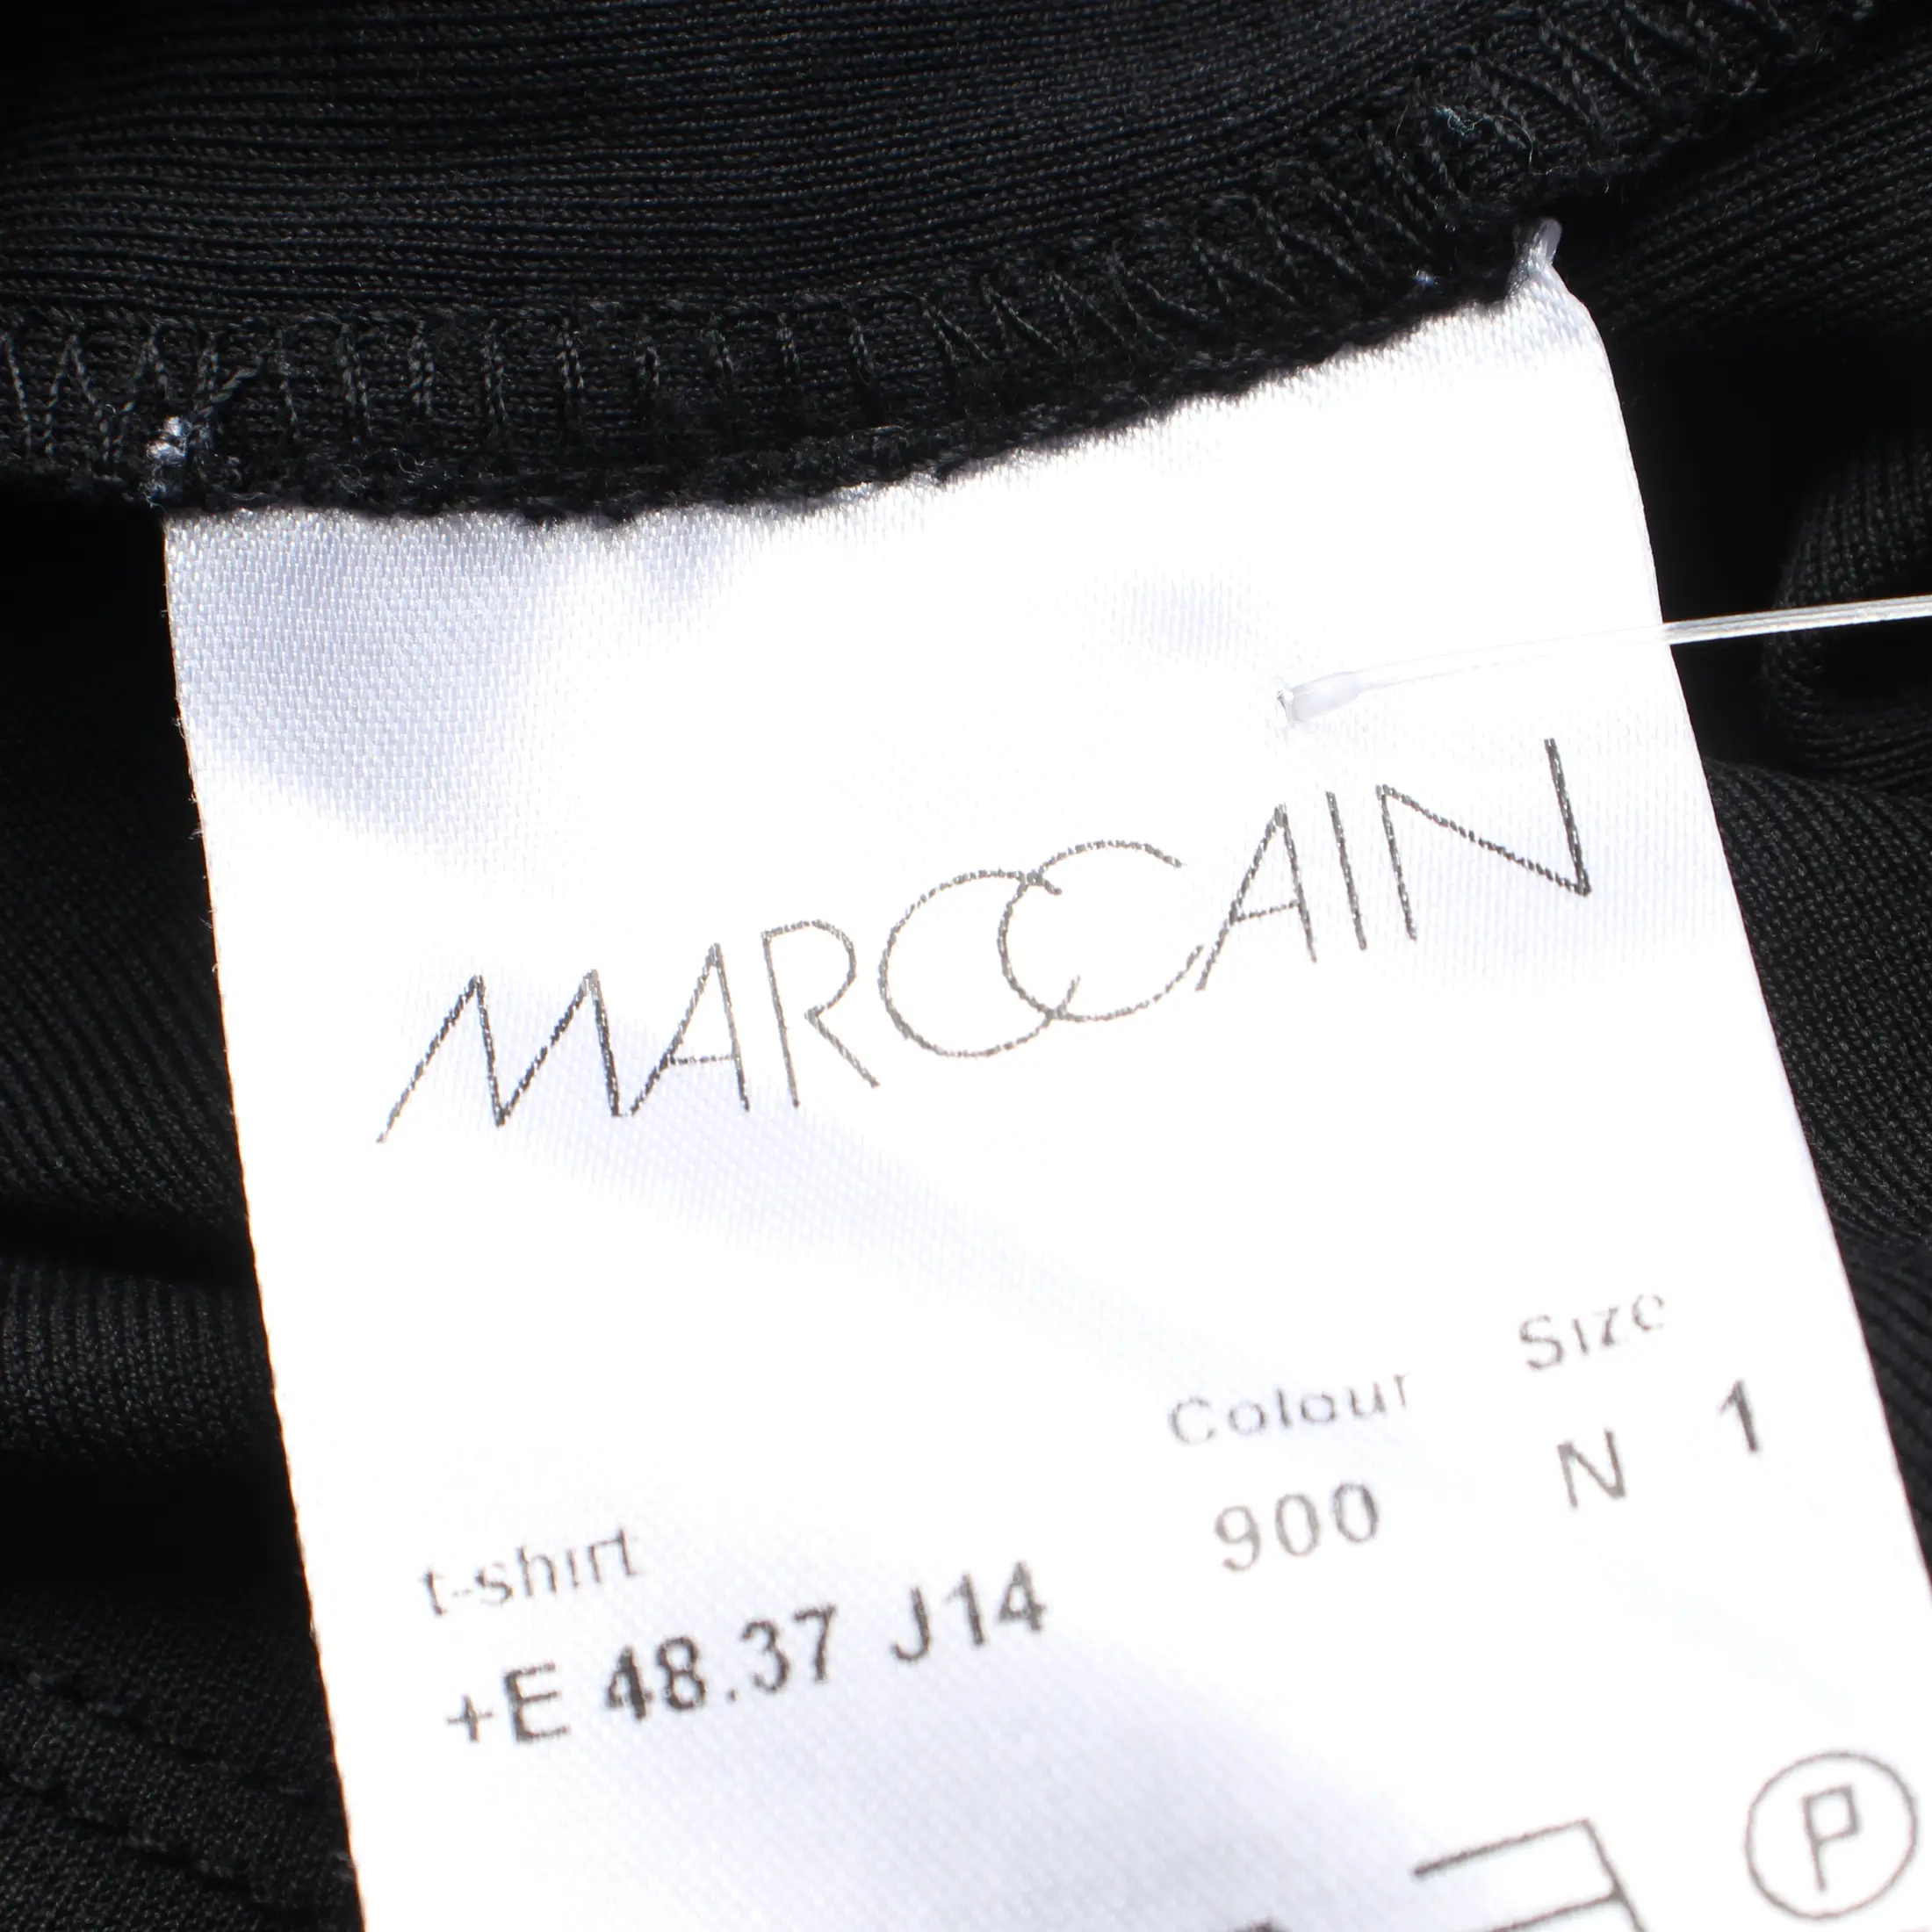 MARCCAIN
Colour Size
t-shirt 900 N 1
+E 48.37 J14
P